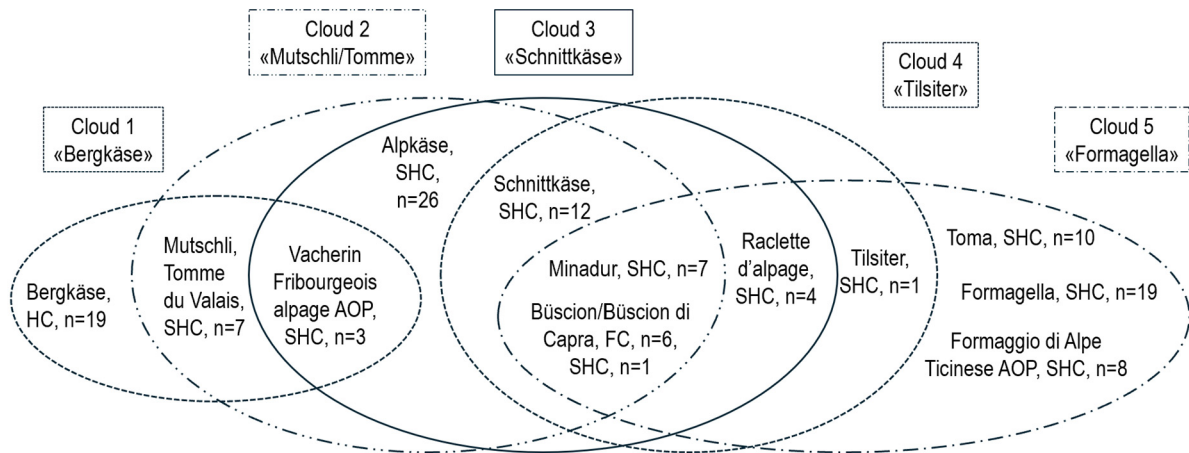 Cloud 1
«Bergkäse»
Cloud 2
«Mutschli/Tomme»
Cloud 3
«Schnittkäse»
Cloud 4
«Tilsiter»
Cloud 5
«Formagella»
Bergkäse,
HC, n=19
Mutschli,
Tomme
du Valais,
SHC, n=7
Vacherin
Fribourgeois
alpage AOP,
SHC, n=3
Alpkäse,
SHC,
n=26
Schnittkäse,
SHC, n=12
Minadur, SHC, n=7
Büscion/Büscion di
Capra, FC, n=6,
SHC, n=1
Raclette
d'alpage,
SHC, n=4
Tilsiter,
SHC, n=1
Toma, SHC, n=10
Formagella, SHC, n=19
Formaggio di Alpe
Ticinese AOP, SHC, n=8